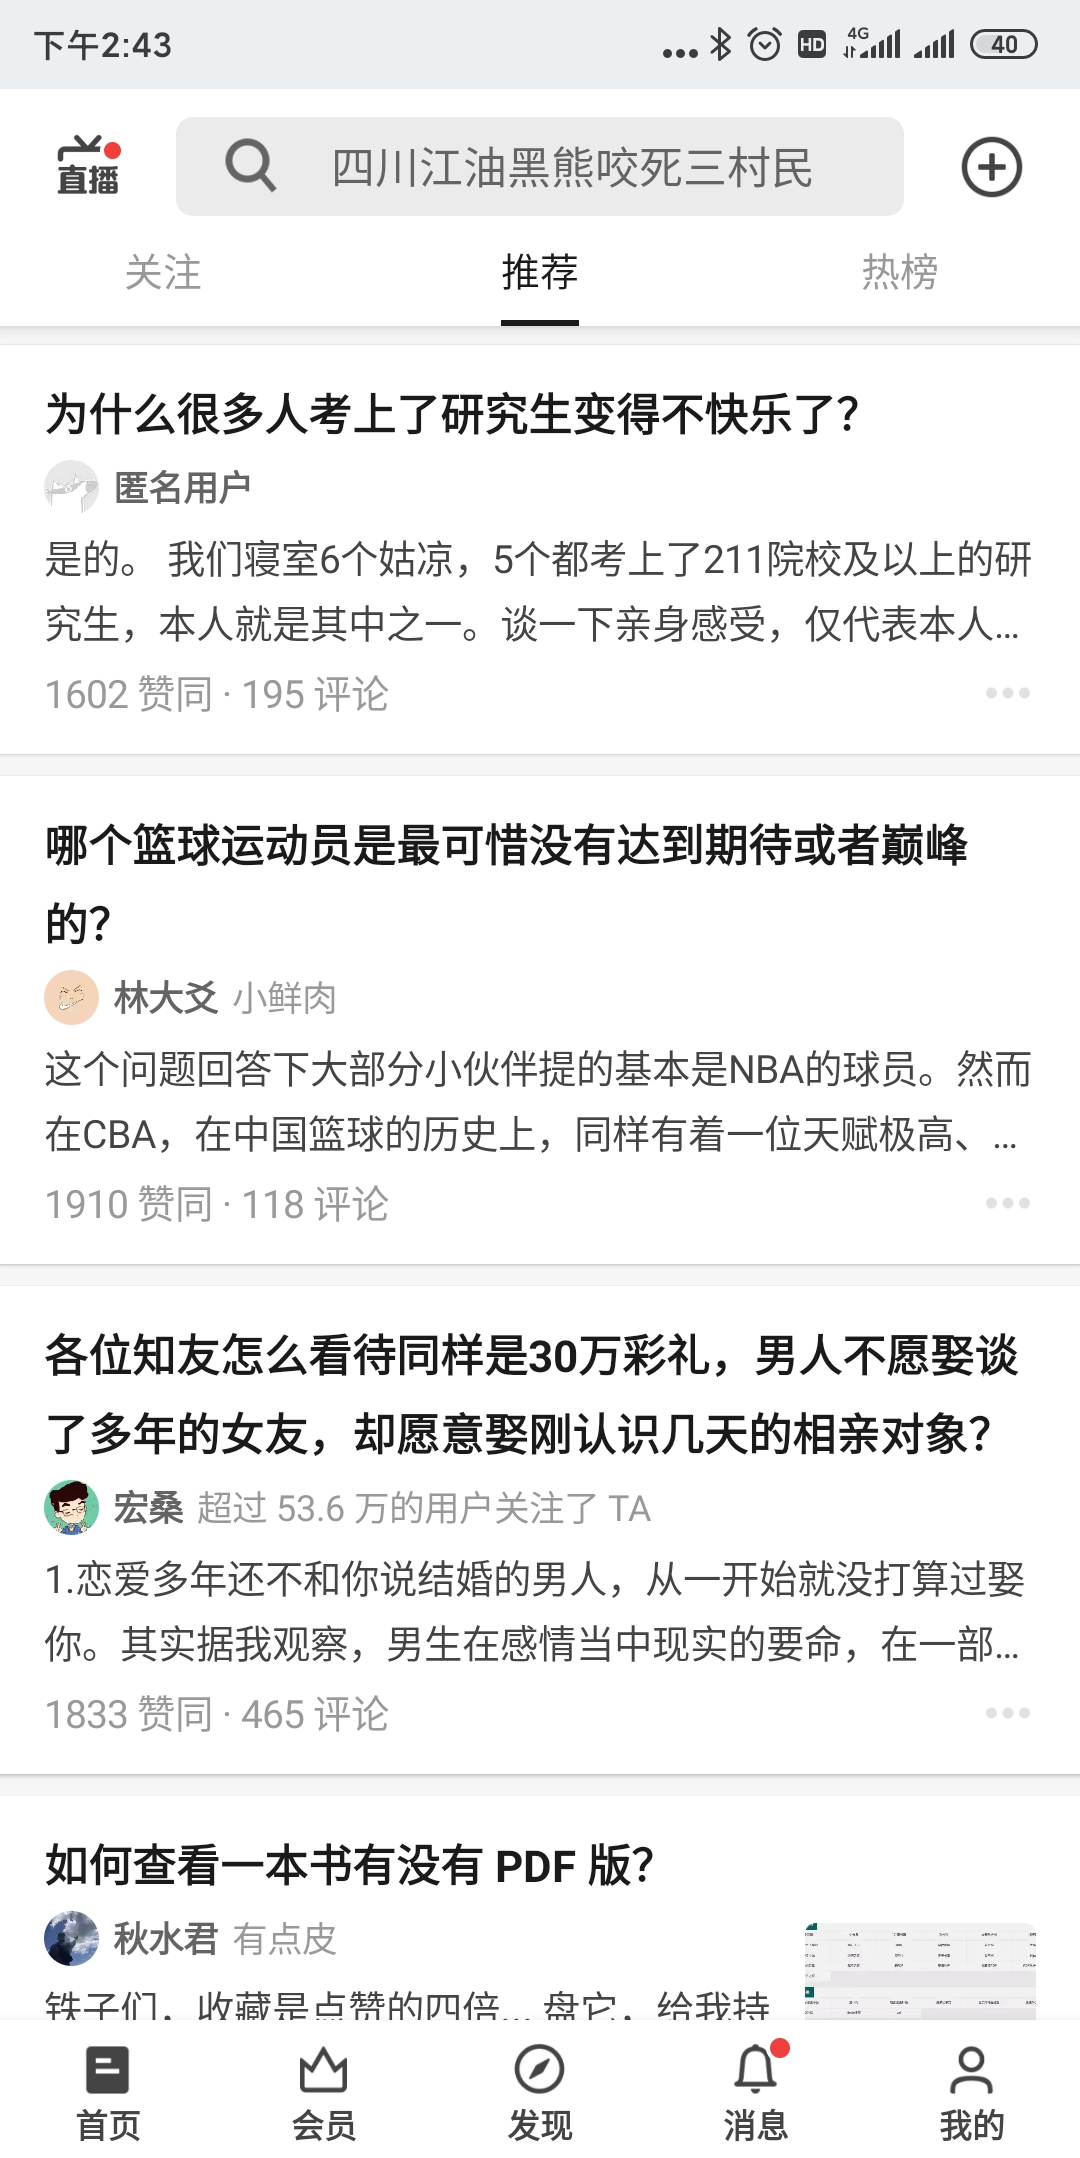 下午2:43
HD
4G
40
直播
四川江油黑熊咬死三村民
关注
推荐
热榜
为什么很多人考上了研究生变得不快乐了？
匿名用户
是的。 我们寝室6个姑凉，5个都考上了211院校及以上的研
究生，本人就是其中之一。谈一下亲身感受，仅代表本人...
1602 赞同 · 195 评论
哪个篮球运动员是最可惜没有达到期待或者巅峰
的？
林大爻 小鲜肉
这个问题回答下大部分小伙伴提的基本是NBA的球员。然而
在CBA，在中国篮球的历史上，同样有着一位天赋极高、...
1910 赞同 · 118 评论
各位知友怎么看待同样是30万彩礼，男人不愿娶谈
了多年的女友，却愿意娶刚认识几天的相亲对象？
宏桑 超过 53.6 万的用户关注了 TA
1.恋爱多年还不和你说结婚的男人，从一开始就没打算过娶
你。其实据我观察，男生在感情当中现实的要命，在一部...
1833 赞同 · 465 评论
如何查看一本书有没有 PDF 版？
秋水君 有点皮
铁子们，收藏是点赞的四倍... 盘它，给我持
首页
会员
发现
消息
我的